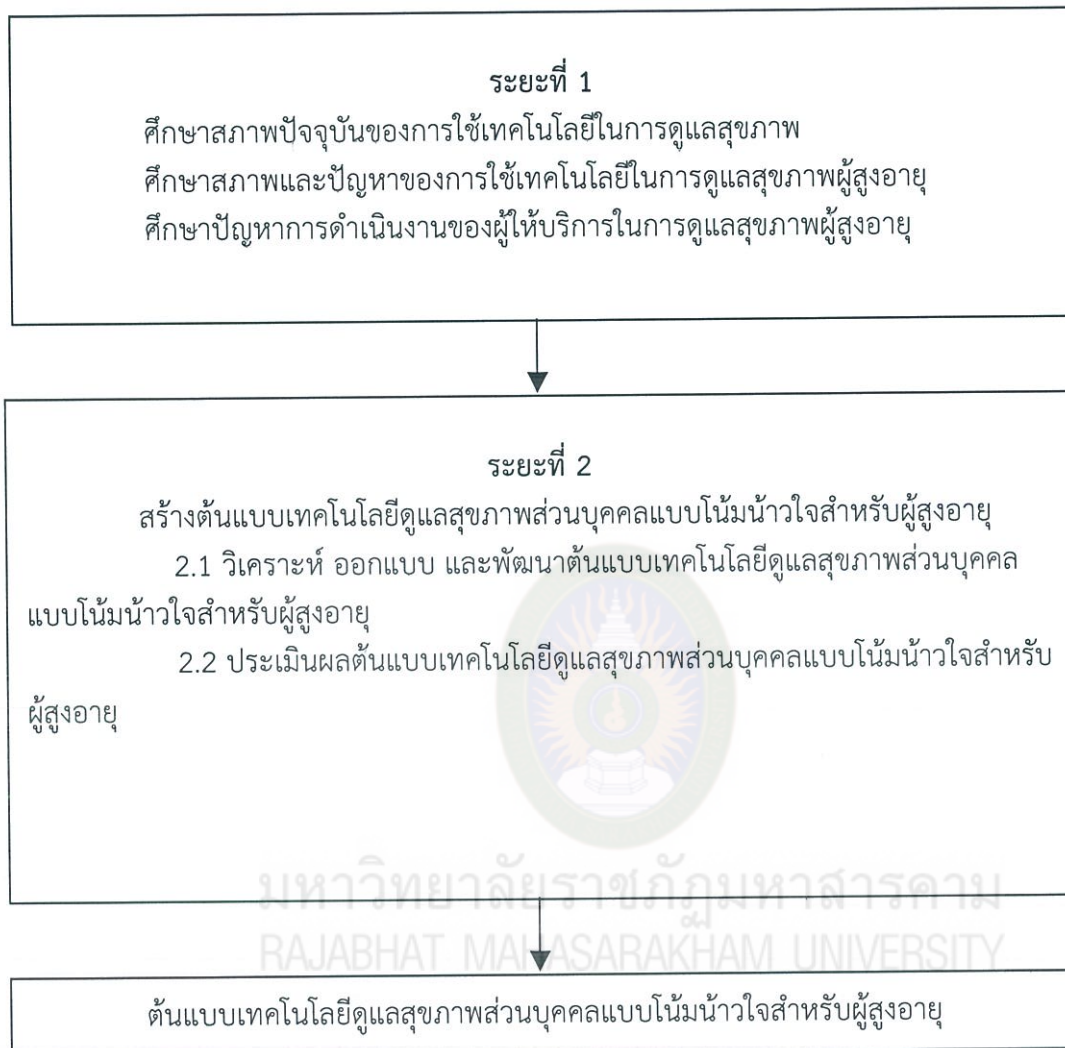 ระยะที่ 1
ศึกษาสภาพปัจจุบันของการใช้เทคโนโลยีในการดูแลสุขภาพ
ศึกษาสภาพและปัญหาของการใช้เทคโนโลยีในการดูแลสุขภาพผู้สูงอายุ
ศึกษาปัญหาการดำเนินงานของผู้ให้บริการในการดูแลสุขภาพผู้สูงอายุ
ระยะที่ 2
สร้างต้นแบบเทคโนโลยีดูแลสุขภาพส่วนบุคคลแบบโน้มน้าวใจสำหรับผู้สูงอายุ
2.1 วิเคราะห์ ออกแบบ และพัฒนาต้นแบบเทคโนโลยีดูแลสุขภาพส่วนบุคคล
แบบโน้มน้าวใจสำหรับผู้สูงอายุ
2.2 ประเมินผลต้นแบบเทคโนโลยีดูแลสุขภาพส่วนบุคคลแบบโน้มน้าวใจสำหรับ
ผู้สูงอายุ
มหาวิทยาลัยราชภัฏมหาสารคาม
RAJABHAT MAHASARAKHAM UNIVERSITY
ต้นแบบเทคโนโลยีดูแลสุขภาพส่วนบุคคลแบบโน้มน้าวใจสำหรับผู้สูงอายุ